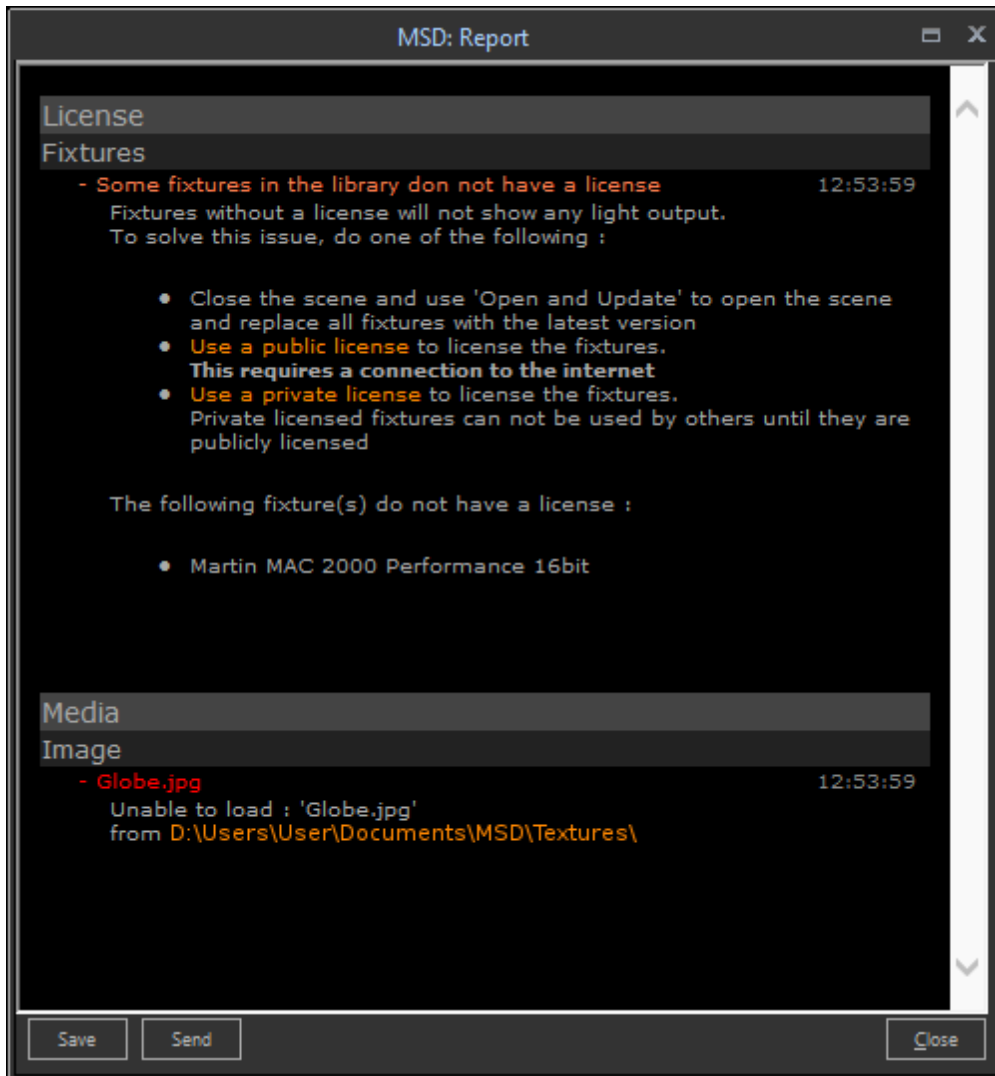 MSD: Report
License
Fixtures
- Some fixtures in the library don not have a license 12:53:59
Fixtures without a license will not show any light output.
To solve this issue, do one of the following :
• Close the scene and use 'Open and Update' to open the scene
and replace all fixtures with the latest version
• Use a public license to license the fixtures.
This requires a connection to the internet
• Use a private license to license the fixtures.
Private licensed fixtures can not be used by others until they are
publicly licensed
The following fixture(s) do not have a license :
• Martin MAC 2000 Performance 16bit
Media
Image
- Globe.jpg 12:53:59
Unable to load : 'Globe.jpg'
from D:\Users\User\Documents\MSD\Textures\
Save Send Close